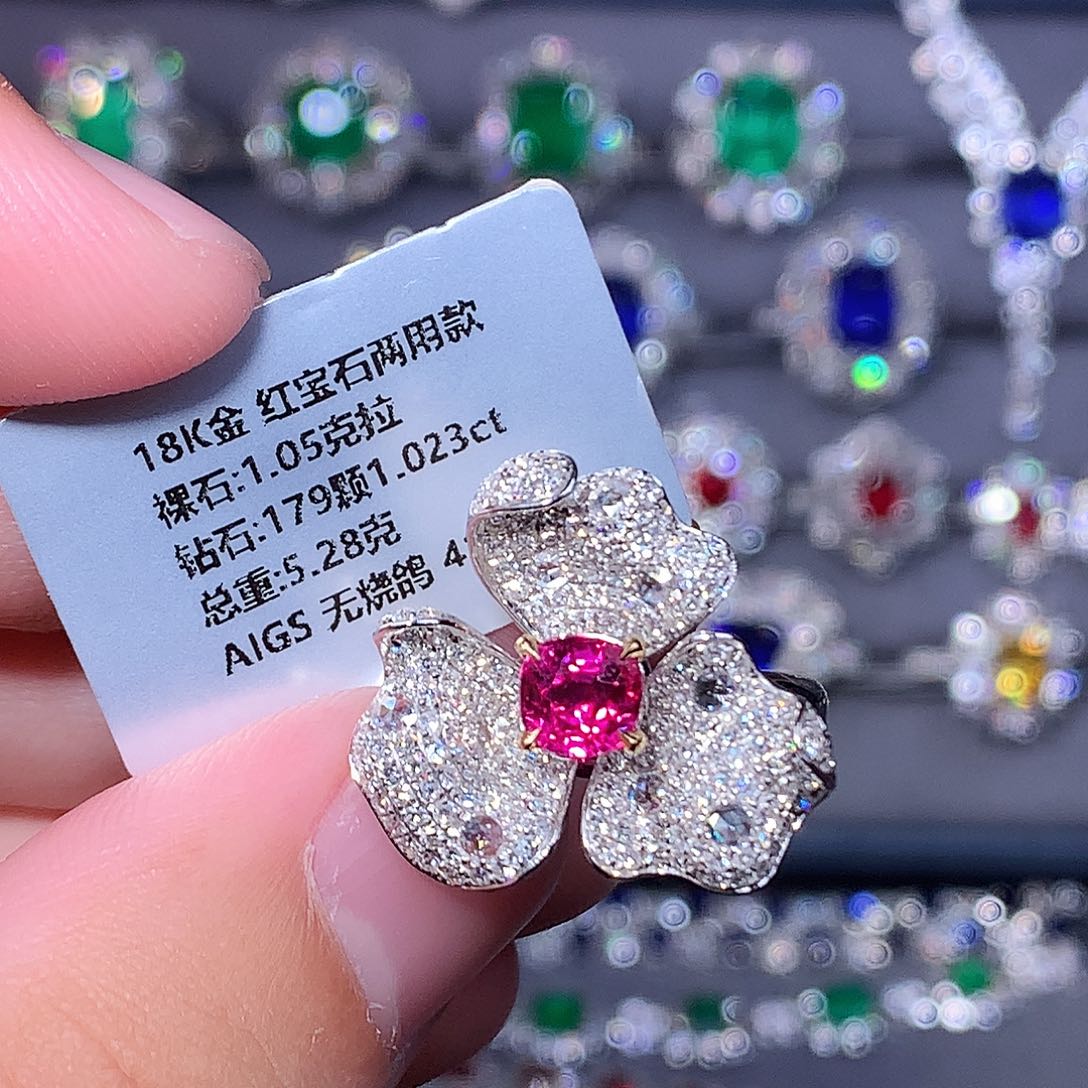 18K金 红宝石两用款
裸石:1.05克拉
钻石:179颗1.023ct
总重:5.28克
AIGS 无烧鸽 4